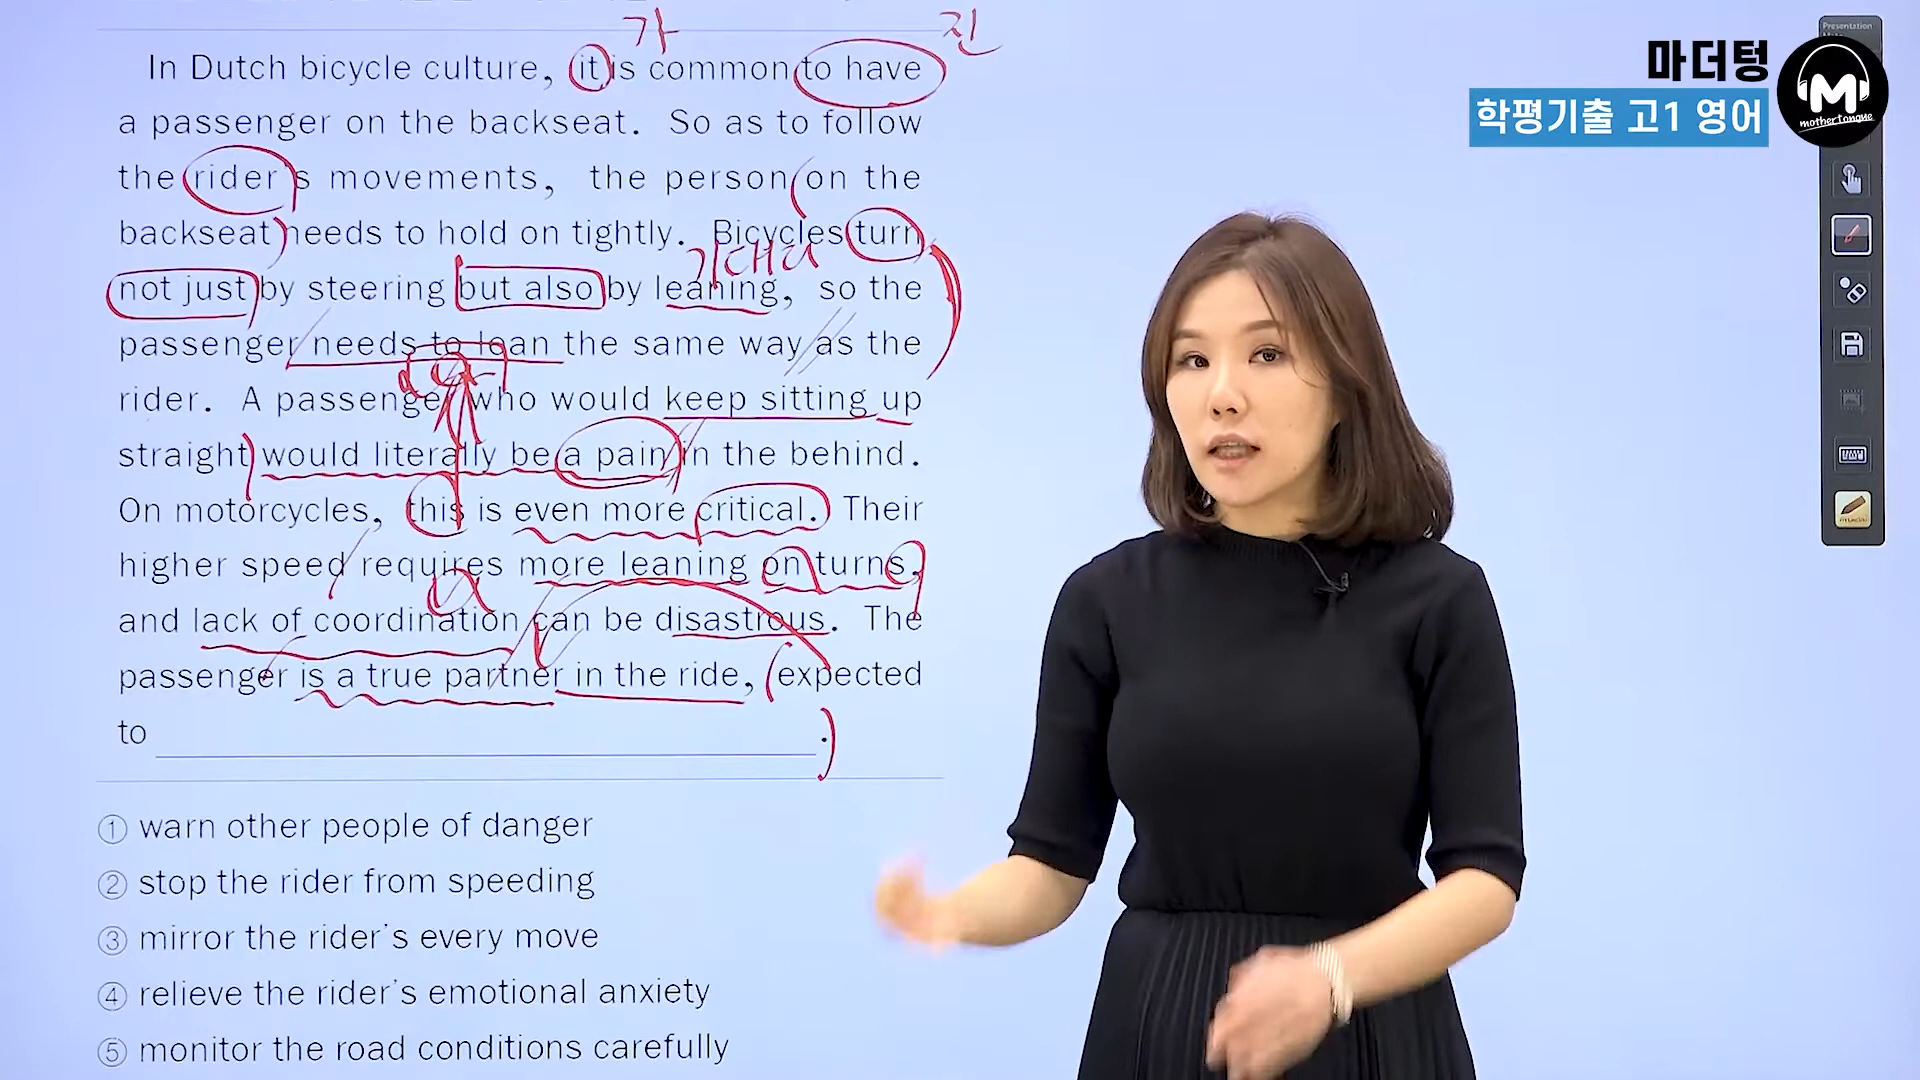 가
진
In Dutch bicycle culture, it is common to have
a passenger on the backseat. So as to follow
the rider's movements, the person on the
backseat needs to hold on tightly. Bicycles turn
기대다
not just by steering but also by leaning, so the
passenger needs to lean the same way as the
rider. A passenger who would keep sitting up
straight would literally be a pain in the behind.
On motorcycles, this is even more critical. Their
higher speed requires more leaning on turns,
and lack of coordination can be disastrous. The
passenger is a true partner in the ride, expected
to .
① warn other people of danger
② stop the rider from speeding
③ mirror the rider's every move
④ relieve the rider's emotional anxiety
⑤ monitor the road conditions carefully
마더텅
학평기출 고1 영어
M
mothertongue
Presentation